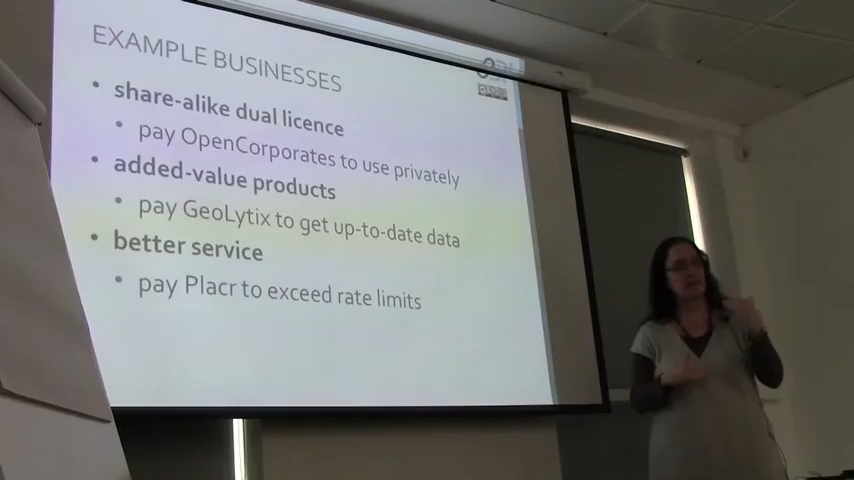 EXAMPLE BUSINESSES
• share-alike dual licence
• pay OpenCorporates to use privately
• added-value products
• pay GeoLytix to get up-to-date data
• better service
• pay Placr to exceed rate limits